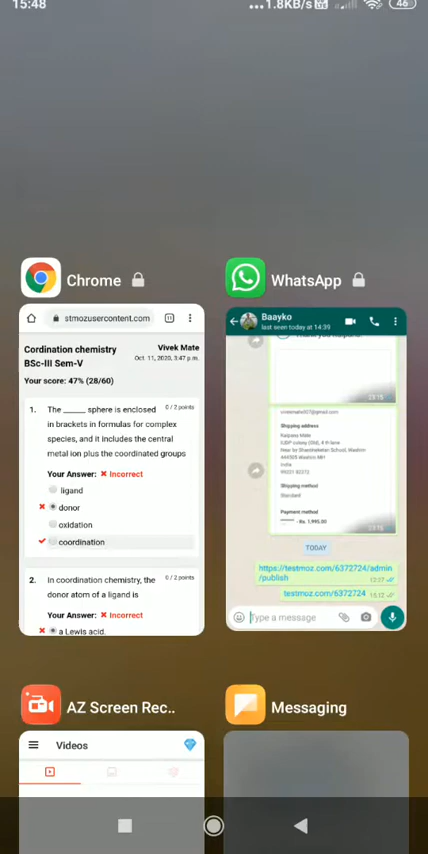 15:48
...1.8KB/s
46
Chrome
WhatsApp
stmozusercontent.com
Cordination chemistry
BSc-III Sem-V
Vivek Mate
Oct. 11, 2020, 3:47 p.m.
Your score: 47% (28/60)
1. The _____ sphere is enclosed
in brackets in formulas for complex
species, and it includes the central
metal ion plus the coordinated groups
0 / 2 points
Your Answer: ✖ Incorrect
ligand
donor
oxidation
coordination
2. In coordination chemistry, the
donor atom of a ligand is
0 / 2 points
Your Answer: ✖ Incorrect
a Lewis acid.
Baayko
last seen today at 14:39
Shipping address
India
Shipping method
Standard
Payment method
Rs. 1,995.00
TODAY
https://testmoz.com/6372724/admin
/publish
12:17
testmoz.com/6372724
15:12
Type a message
AZ Screen Rec..
Messaging
Videos